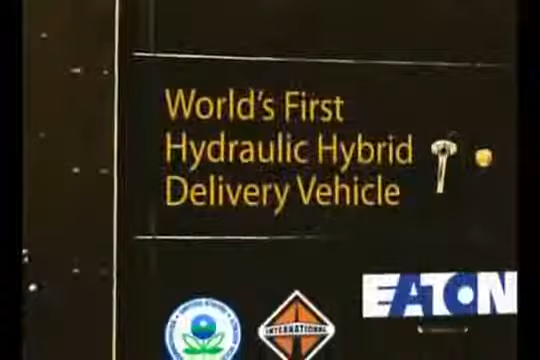 World's First
Hydraulic Hybrid
Delivery Vehicle
EATON
INTERNATIONAL